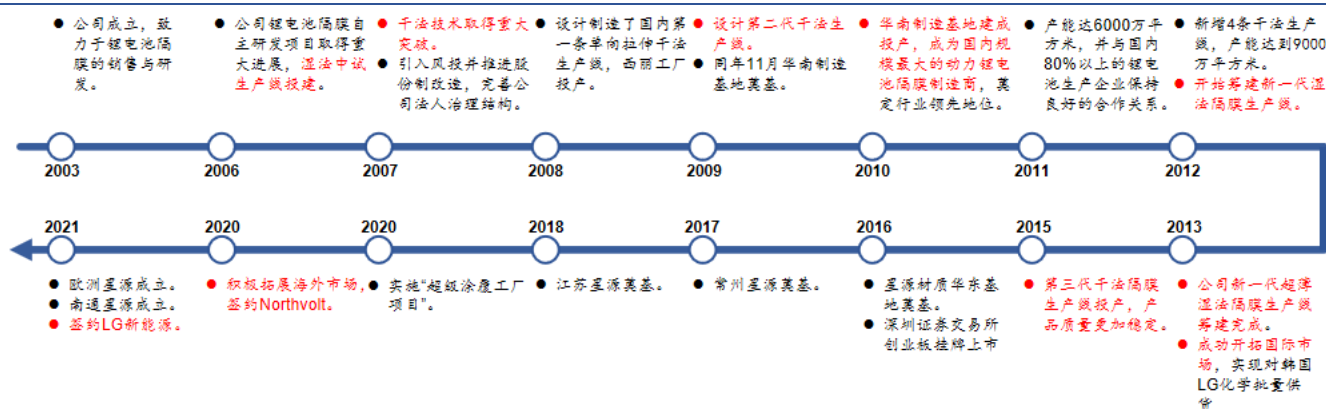 公司成立，致
力于锂电池隔
膜的销售与研
发。
公司锂电池隔膜自
主研发项目取得重
大进展，湿法中试
生产线投建。
干法技术取得重大
突破。
引入风投并推进股
份制改造，完善公
司法人治理结构。
设计制造了国内第
一条单向拉伸干法
生产线，西丽工厂
投产。
设计第二代干法生
产线。
同年11月华南制造
基地奠基。
华南制造基地建成
投产，成为国内规
模最大的动力锂电
池隔膜制造商，奠
定行业领先地位。
产能达6000万平
方米，并与国内
80%以上的锂电
池生产企业保持
良好的合作关系。
新增4条干法生产
线，产能达到9000
万平方米。
开始筹建新一代湿
法隔膜生产线。
2003
2006
2007
2008
2009
2010
2011
2012
2021
2020
2020
2018
2017
2016
2015
2013
欧洲星源成立。
南通星源成立。
签约LG新能源。
积极拓展海外市场，
签约Northvolt。
实施“超级涂覆工厂
项目”。
江苏星源奠基。
常州星源奠基。
星源材质华东基
地奠基。
深圳证券交易所
创业板挂牌上市
第三代干法隔膜
生产线投产，产
品质量更加稳定。
公司新一代超薄
湿法隔膜生产线
筹建完成。
成功开拓国际市
场，实现对韩国
LG化学批量供
货